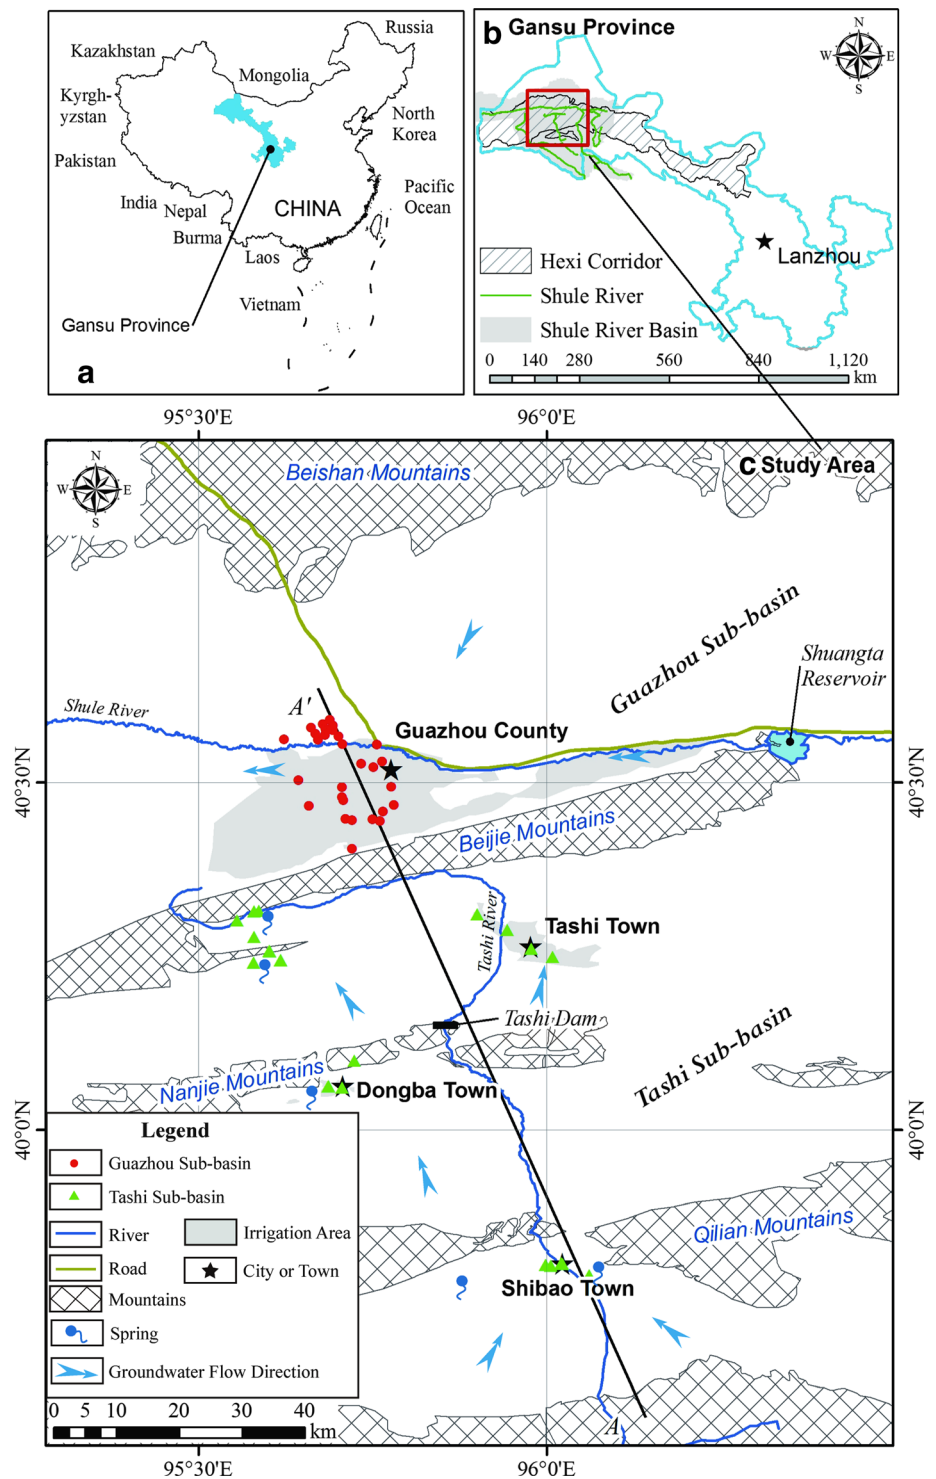 Russia
Kazakhstan
Mongolia
Kyrgh-
yzstan
North
Korea
Pakistan
Pacific
Ocean
India
Nepal
CHINA
Burma
Laos
Vietnam
Gansu Province
a
b Gansu Province
N
W E
S
Lanzhou
Hexi Corridor
Shule River
Shule River Basin
0 140 280 560 840 1,120
km
95°30'E 96°0'E
c Study Area
N
W E
S
Beishan Mountains
Guazhou Sub-basin
Shuangta
Reservoir
Shule River
A'
Guazhou County
40°30'N 40°30'N
Beijie Mountains
Tashi River
Tashi Town
Tashi Dam
Tashi Sub-basin
Nanjie Mountains
Dongba Town
40°0'N 40°0'N
Qilian Mountains
Shibao Town
A
Legend
Guazhou Sub-basin
Tashi Sub-basin
River
Irrigation Area
Road
City or Town
Mountains
Spring
Groundwater Flow Direction
0 5 10 20 30 40
km
95°30'E 96°0'E